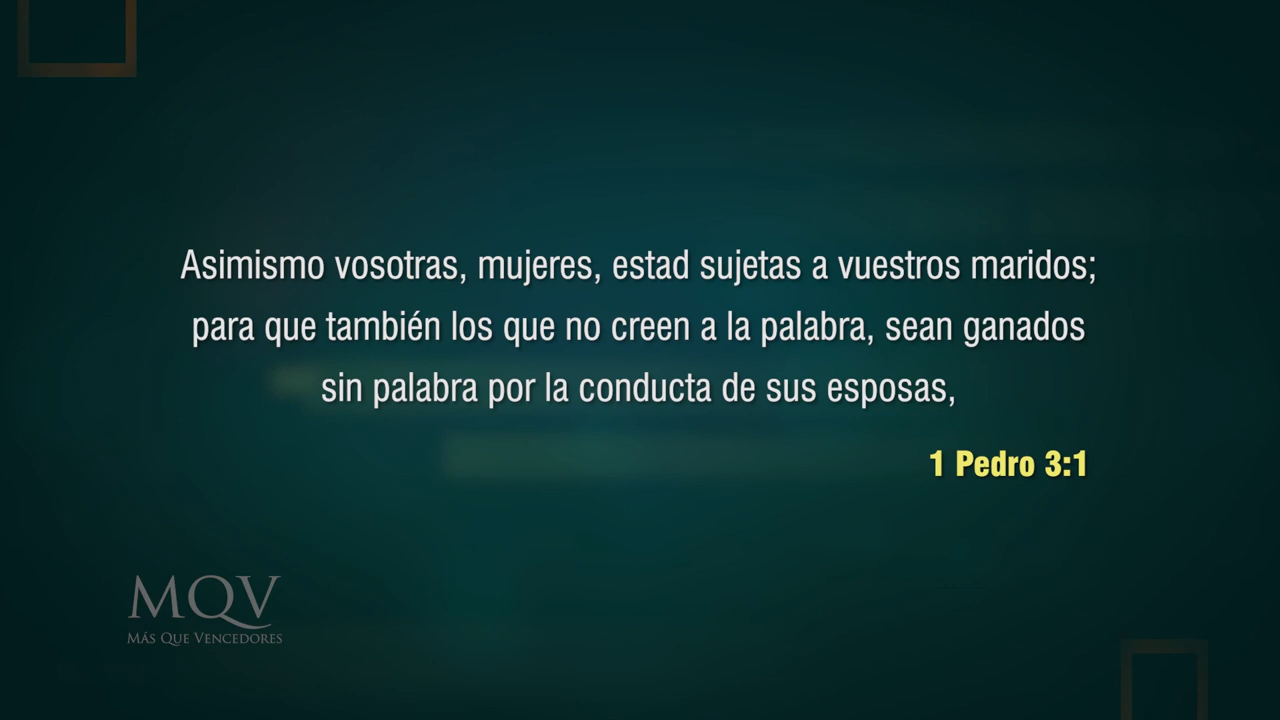 Asimismo vosotras, mujeres, estad sujetas a vuestros maridos;
para que también los que no creen a la palabra, sean ganados
sin palabra por la conducta de sus esposas,
1 Pedro 3:1
MQV
MÁS QUE VENCEDORES